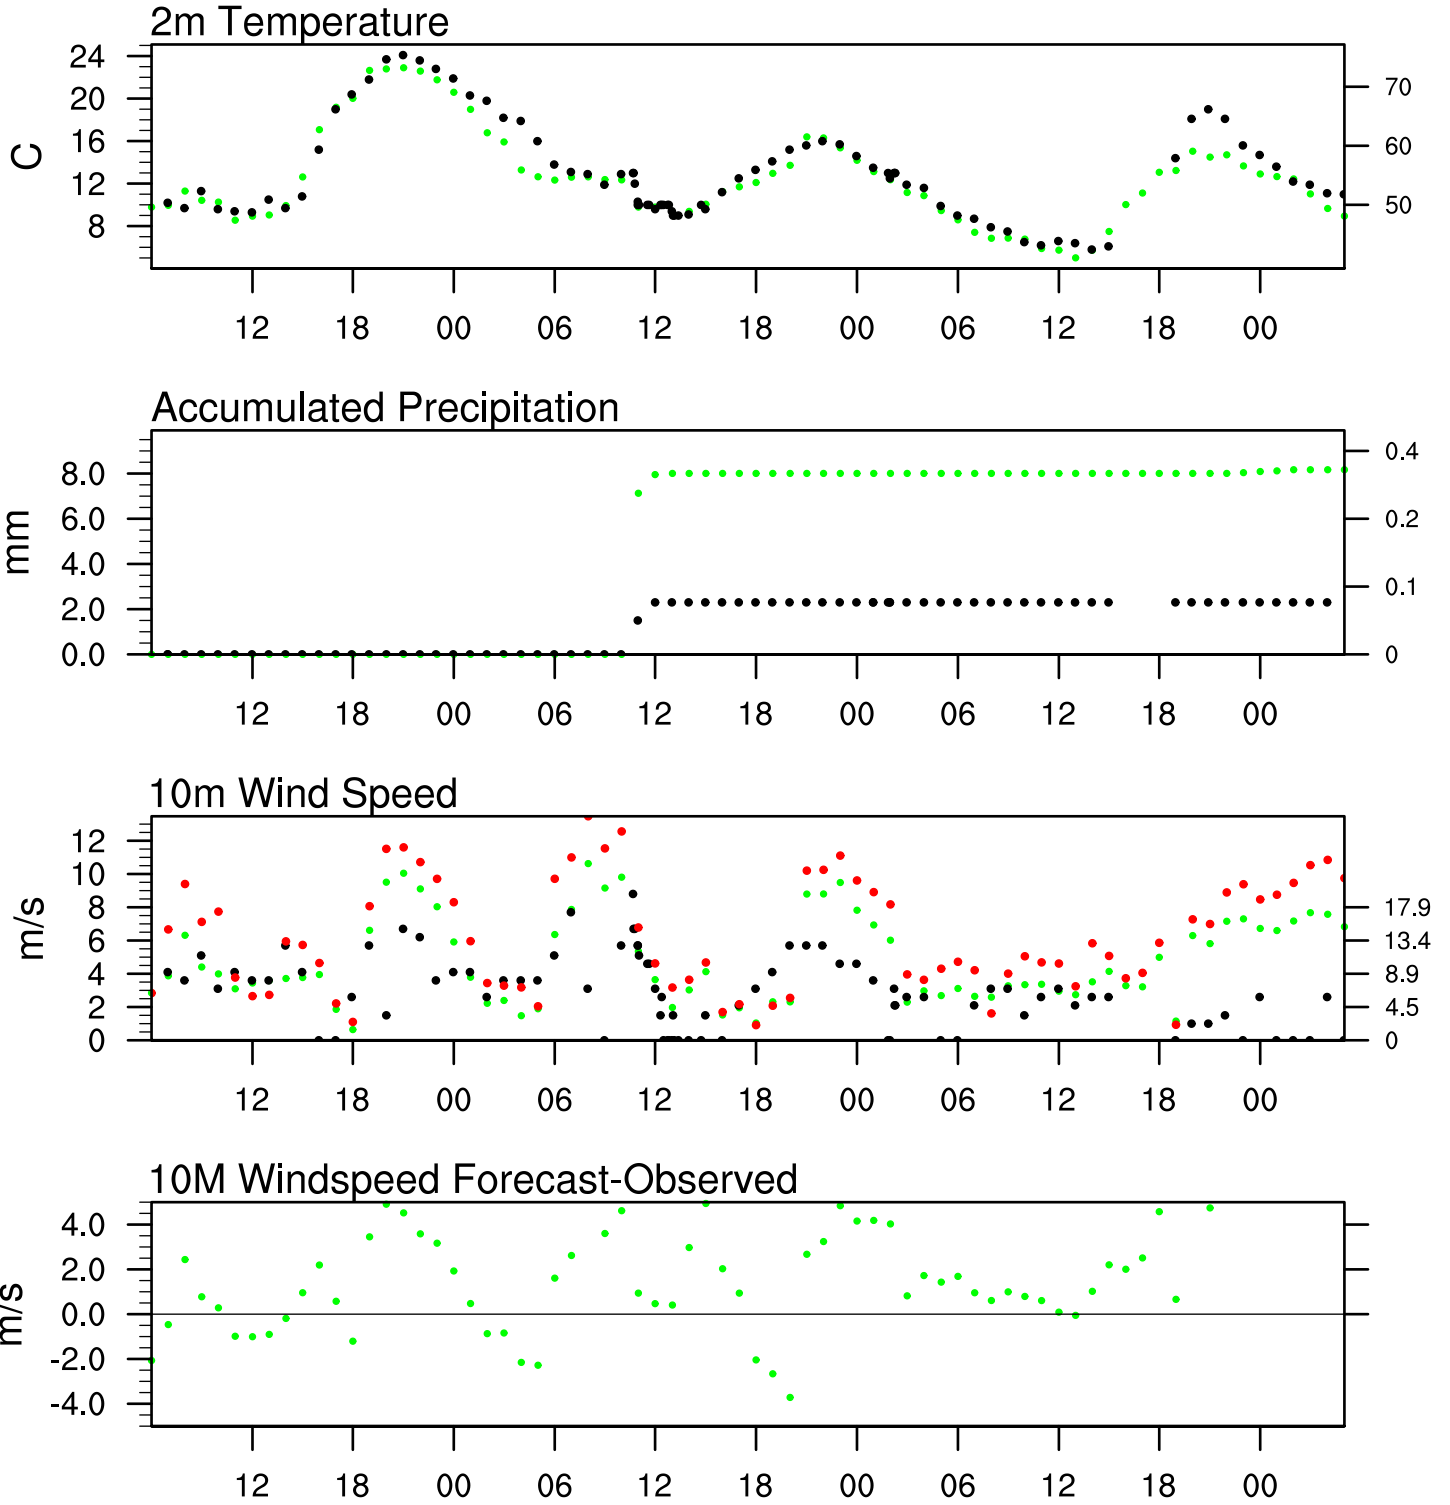 2m Temperature
24
20
16
12
8
C
70
60
50
12 18 00 06 12 18 00 06 12 18 00
Accumulated Precipitation
8.0
6.0
4.0
2.0
0.0
mm
0.4
0.2
0.1
0
12 18 00 06 12 18 00 06 12 18 00
10m Wind Speed
12
10
8
6
4
2
0
m/s
17.9
13.4
8.9
4.5
0
12 18 00 06 12 18 00 06 12 18 00
10M Windspeed Forecast-Observed
4.0
2.0
0.0
-2.0
-4.0
m/s
12 18 00 06 12 18 00 06 12 18 00